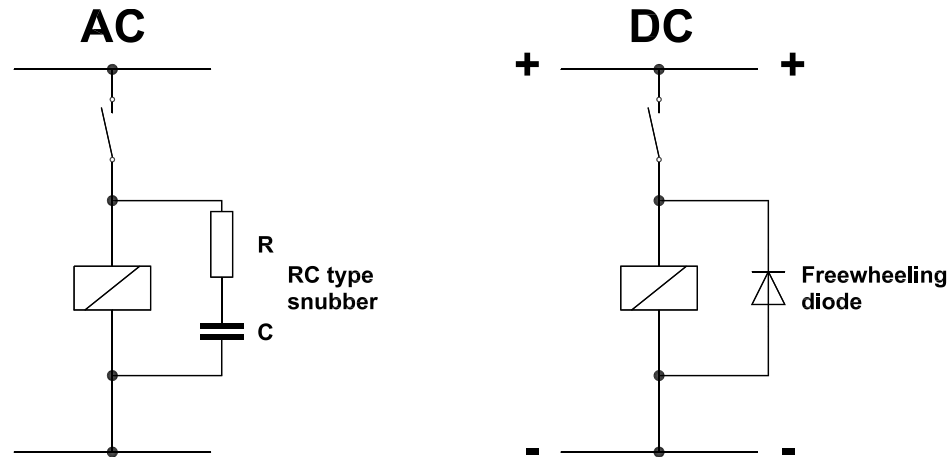 AC
R
RC type
snubber
C
DC
+ +
Freewheeling
diode
- -